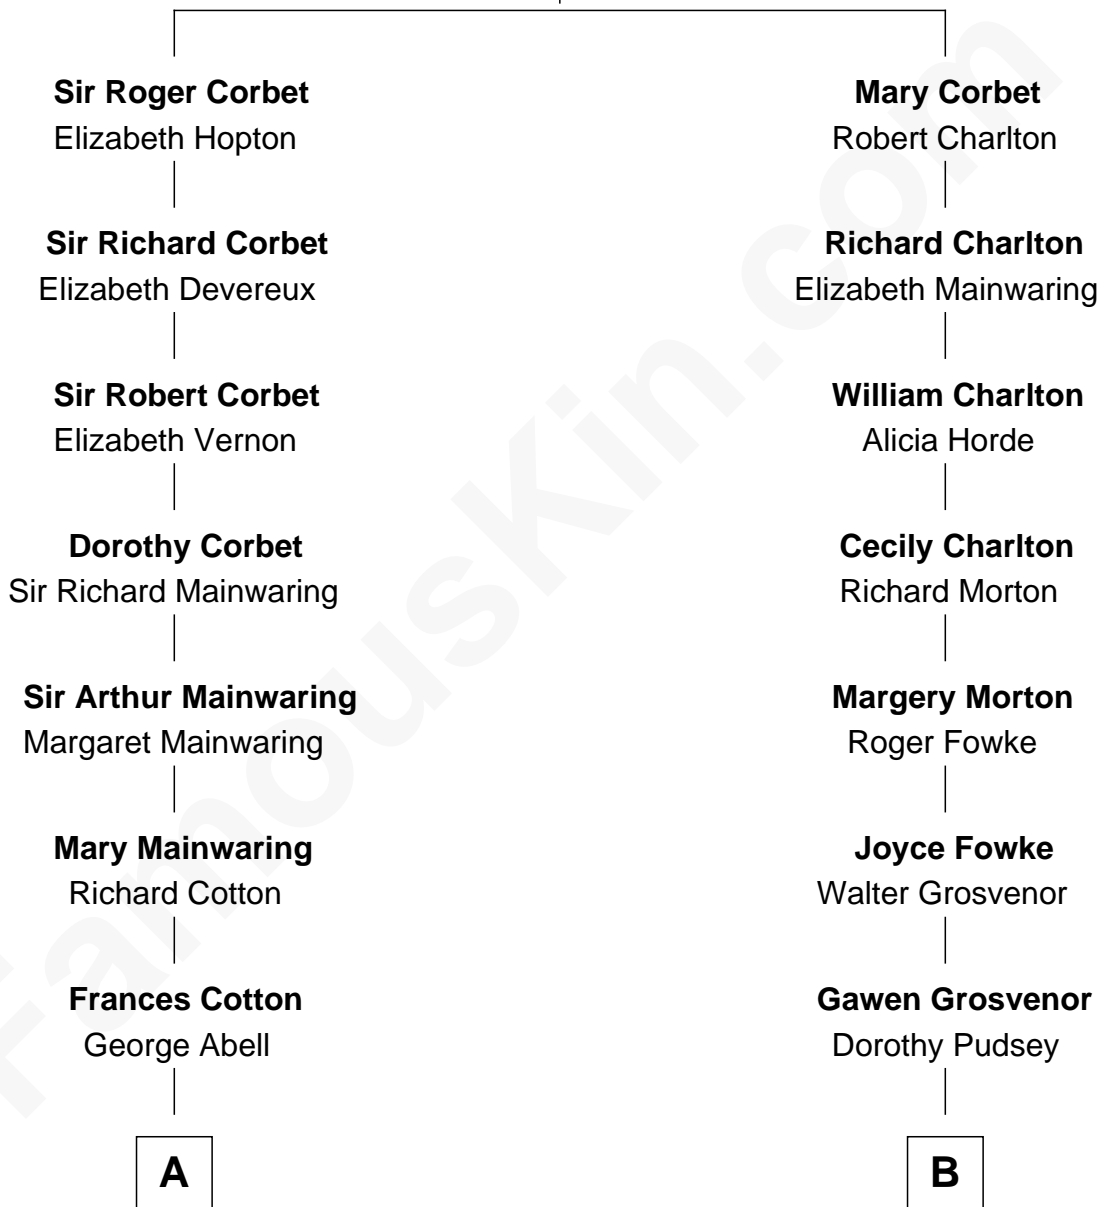 Sir Roger Corbet
Elizabeth Hopton
Sir Richard Corbet
Elizabeth Devereux
Sir Robert Corbet
Elizabeth Vernon
Dorothy Corbet
Sir Richard Mainwaring
Sir Arthur Mainwaring
Margaret Mainwaring
Mary Mainwaring
Richard Cotton
Frances Cotton
George Abell
A
Mary Corbet
Robert Charlton
Richard Charlton
Elizabeth Mainwaring
William Charlton
Alicia Horde
Cecily Charlton
Richard Morton
Margery Morton
Roger Fowke
Joyce Fowke
Walter Grosvenor
Gawen Grosvenor
Dorothy Pudsey
B
FamousKin.com